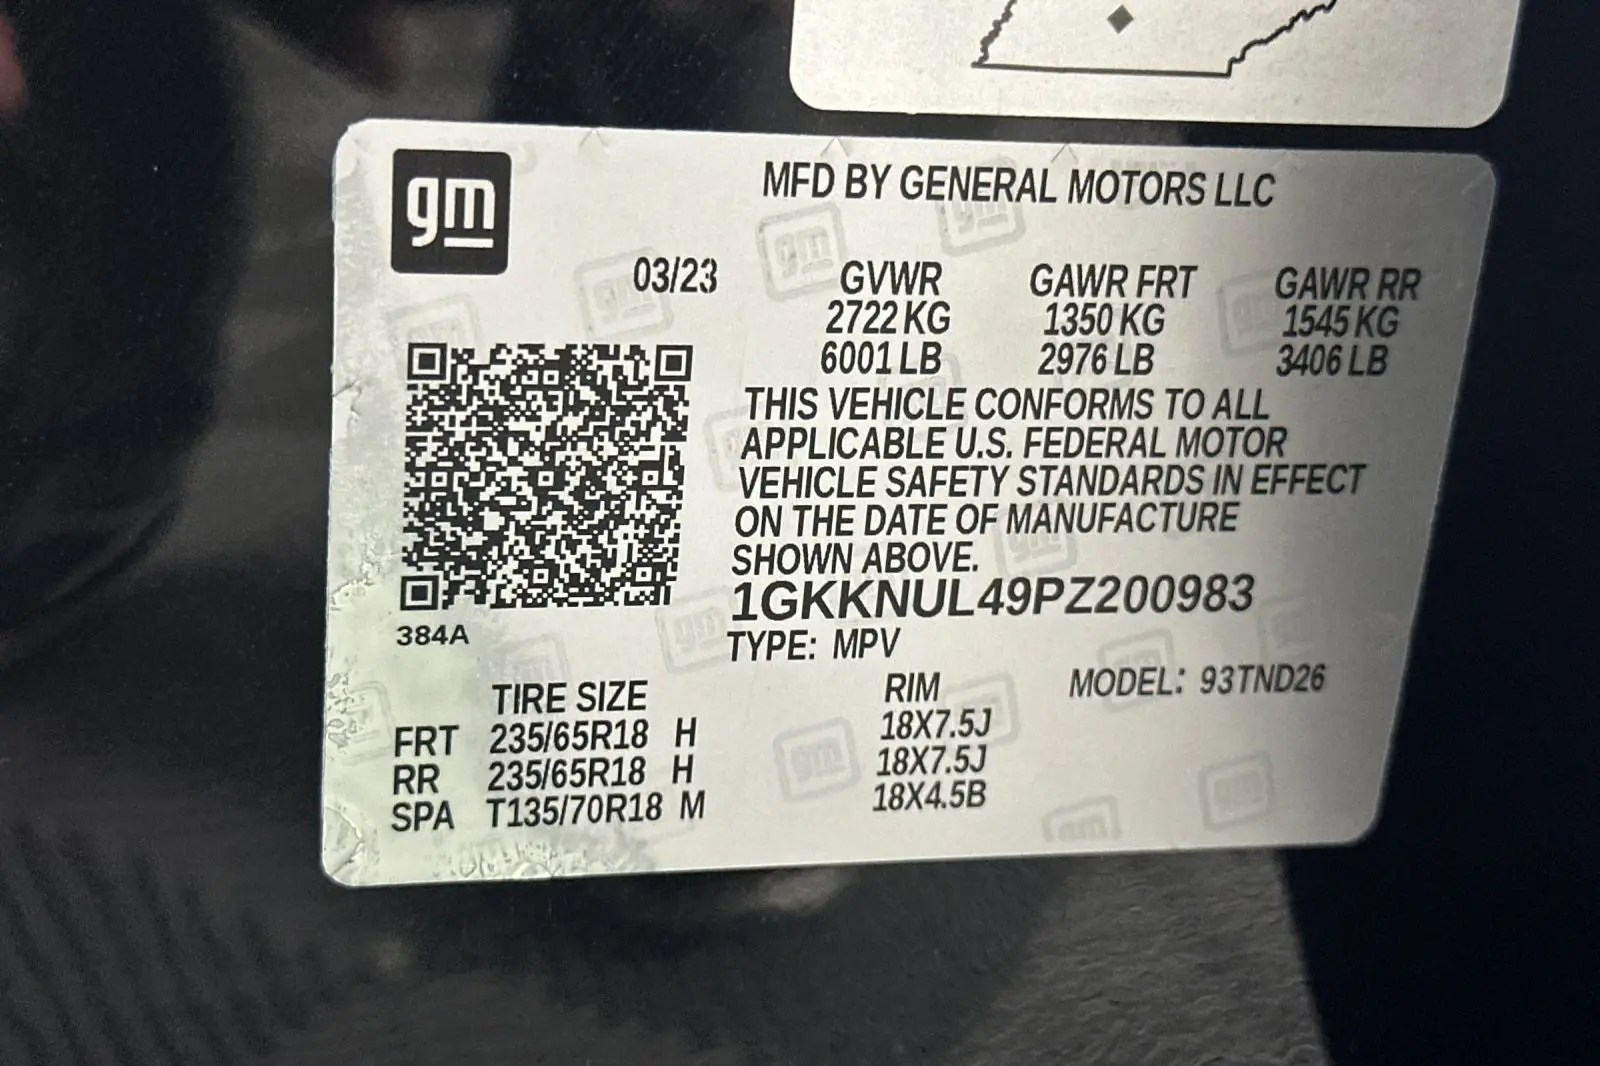 gm
MFD BY GENERAL MOTORS LLC
03/23
GVWR GAWR FRT GAWR RR
2722 KG 1350 KG 1545 KG
6001 LB 2976 LB 3406 LB
THIS VEHICLE CONFORMS TO ALL
APPLICABLE U.S. FEDERAL MOTOR
VEHICLE SAFETY STANDARDS IN EFFECT
ON THE DATE OF MANUFACTURE
SHOWN ABOVE.
1GKKNUL49PZ200983
384A
TYPE: MPV MODEL: 93TND26
TIRE SIZE RIM
FRT 235/65R18 H 18X7.5J
RR 235/65R18 H 18X7.5J
SPA T135/70R18 M 18X4.5B